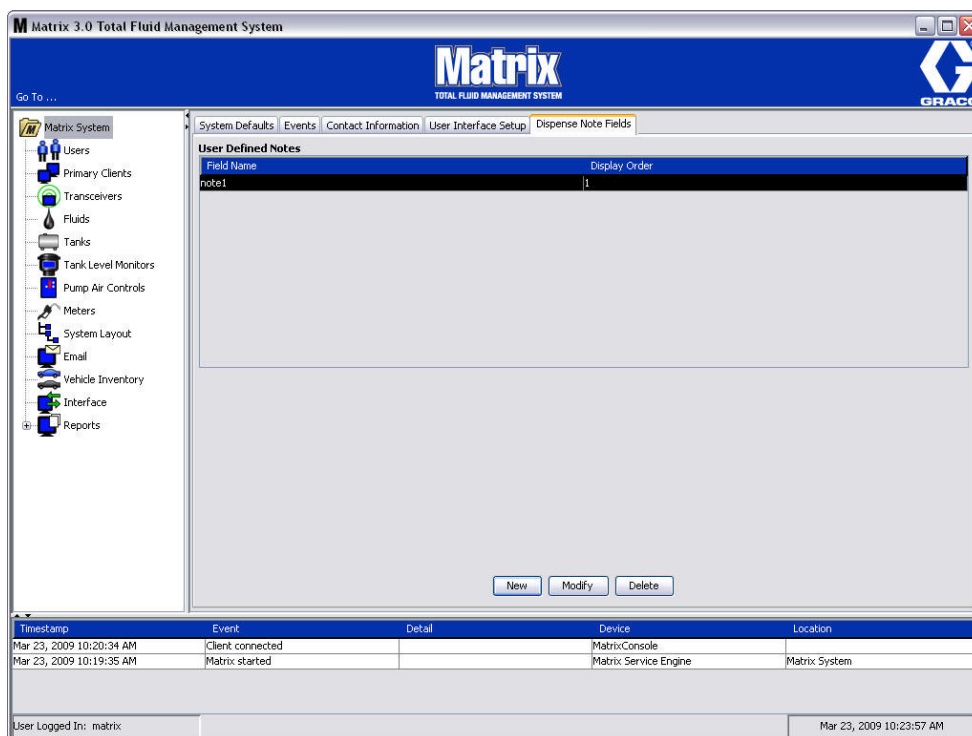 M Matrix 3.0 Total Fluid Management System
Matrix
TOTAL FLUID MANAGEMENT SYSTEM
G
GRACO
Go To ...
Matrix System
Users
Primary Clients
Transceivers
Fluids
Tanks
Tank Level Monitors
Pump Air Controls
Meters
System Layout
Email
Vehicle Inventory
Interface
Reports
System Defaults Events Contact Information User Interface Setup Dispense Note Fields
User Defined Notes
Field Name Display Order
note1 1
New Modify Delete
Timestamp Event Detail Device Location
Mar 23, 2009 10:20:34 AM Client connected MatrixConsole
Mar 23, 2009 10:19:35 AM Matrix started Matrix Service Engine Matrix System
User Logged In: matrix Mar 23, 2009 10:23:57 AM